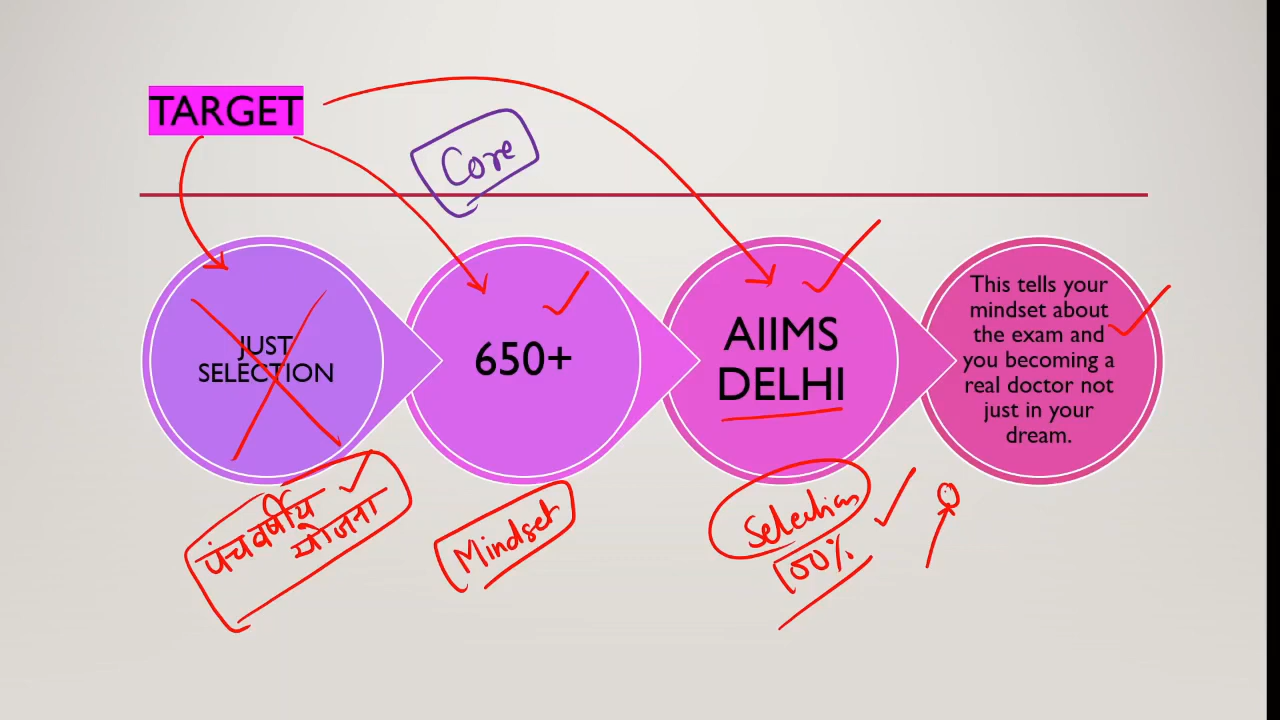 TARGET
Core
JUST
SELECTION
650+
AIIMS
DELHI
This tells your
mindset about
the exam and
you becoming a
real doctor not
just in your
dream.
पंचवर्षीय
योजना
Mindset
Selection
100%